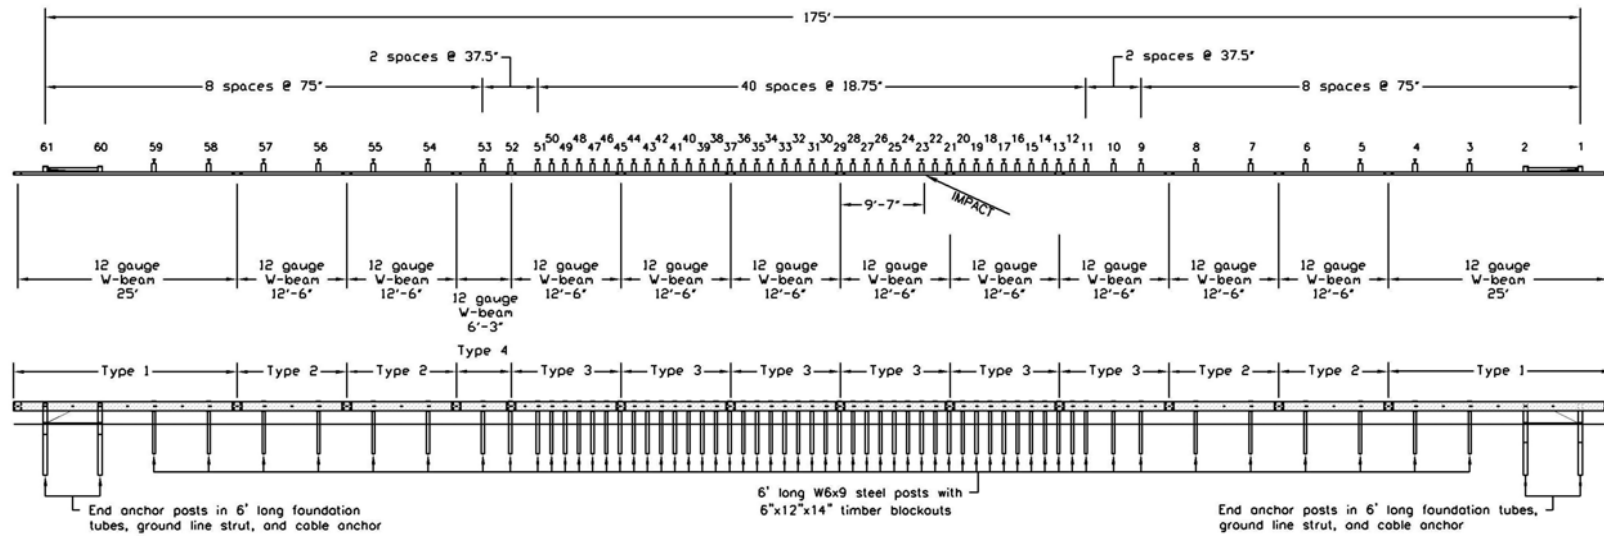 175'
2 spaces @ 37.5"
2 spaces @ 37.5"
8 spaces @ 75"
40 spaces @ 18.75"
8 spaces @ 75"
61 60 59 58 57 56 55 54 53 52 51 50 49 48 47 46 45 44 43 42 41 40 39 38 37 36 35 34 33 32 31 30 29 28 27 26 25 24 23 22 21 20 19 18 17 16 15 14 13 12 11 10 9 8 7 6 5 4 3 2 1
9'-7"
IMPACT
12 gauge
W-beam
25'
12 gauge
W-beam
12'-6"
12 gauge
W-beam
12'-6"
12 gauge
W-beam
6'-3"
12 gauge
W-beam
12'-6"
12 gauge
W-beam
12'-6"
12 gauge
W-beam
12'-6"
12 gauge
W-beam
12'-6"
12 gauge
W-beam
12'-6"
12 gauge
W-beam
12'-6"
12 gauge
W-beam
12'-6"
12 gauge
W-beam
12'-6"
12 gauge
W-beam
25'
Type 4
Type 1
Type 2
Type 2
Type 3
Type 3
Type 3
Type 3
Type 3
Type 3
Type 2
Type 2
Type 1
End anchor posts in 6' long foundation
tubes, ground line strut, and cable anchor
6' long W6x9 steel posts with
6"x12"x14" timber blockouts
End anchor posts in 6' long foundation tubes,
ground line strut, and cable anchor